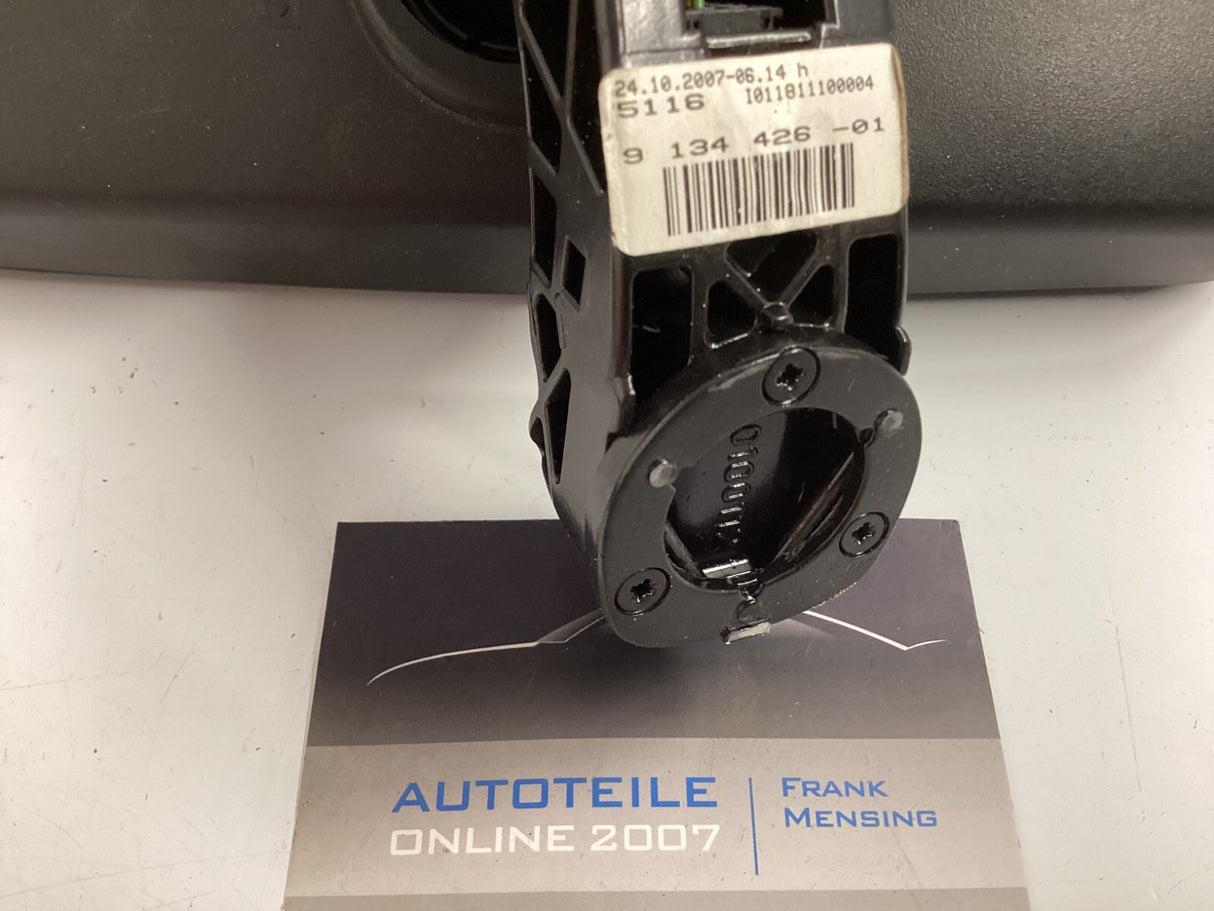 24.10.2007-06.14 h
5116 I011811100004
9 134 426 -01
AUTOTEILE
ONLINE 2007
FRANK
MENSING